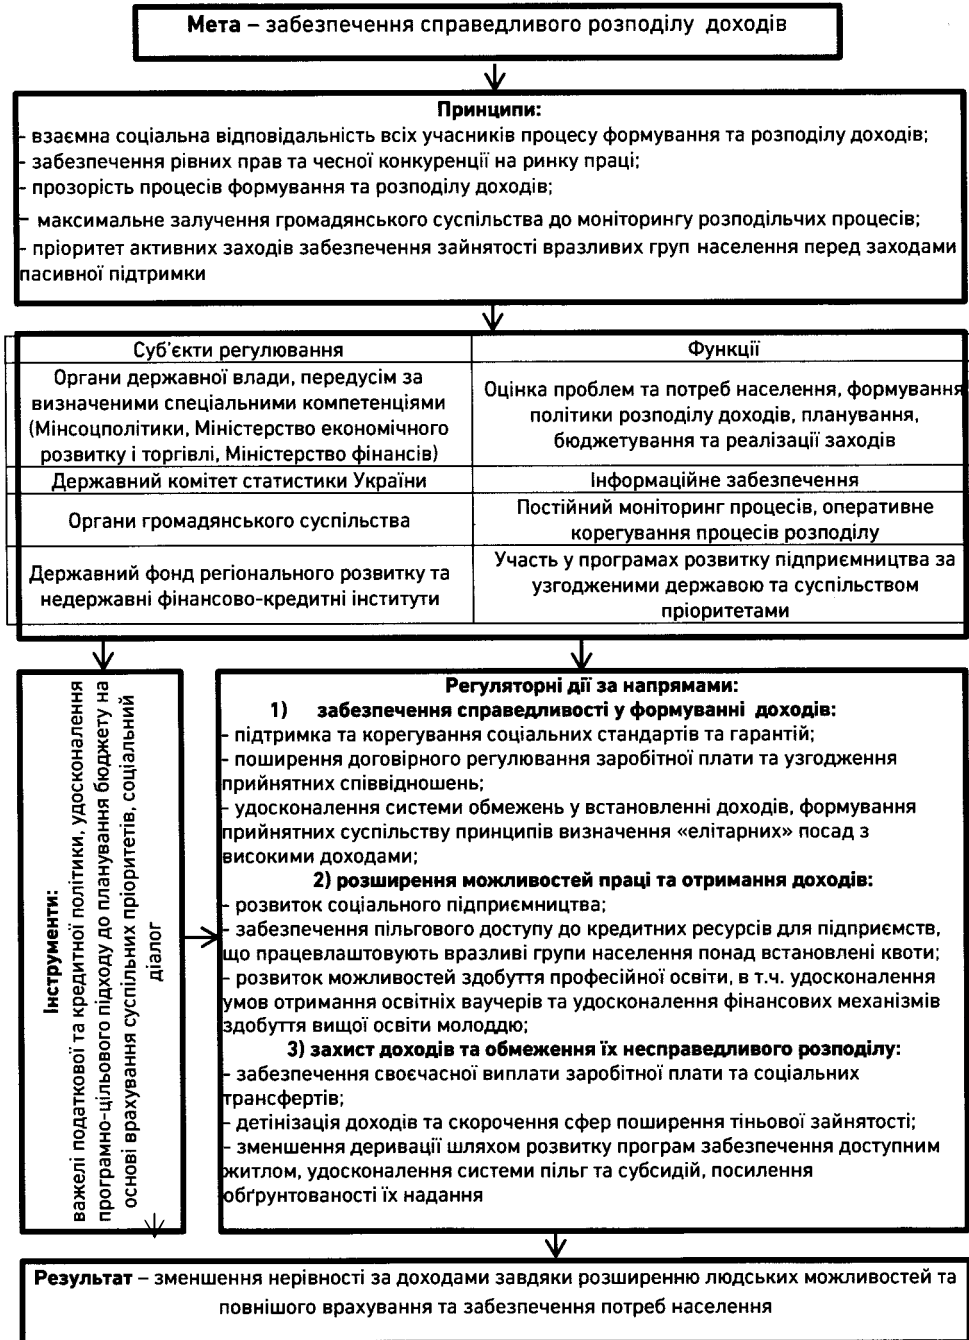 Мета – забезпечення справедливого розподілу доходів
Принципи:
- взаємна соціальна відповідальність всіх учасників процесу формування та розподілу доходів;
- забезпечення рівних прав та чесної конкуренції на ринку праці;
- прозорість процесів формування та розподілу доходів;
- максимальне залучення громадянського суспільства до моніторингу розподільчих процесів;
- пріоритет активних заходів забезпечення зайнятості вразливих груп населення перед заходами
пасивної підтримки
Суб'єкти регулювання
Функції
Органи державної влади, передусім за
визначеними спеціальними компетенціями
(Мінсоцполітики, Міністерство економічного
розвитку і торгівлі, Міністерство фінансів)
Оцінка проблем та потреб населення, формування
політики розподілу доходів, планування,
бюджетування та реалізації заходів
Державний комітет статистики України
Інформаційне забезпечення
Органи громадянського суспільства
Постійний моніторинг процесів, оперативне
корегування процесів розподілу
Державний фонд регіонального розвитку та
недержавні фінансово-кредитні інститути
Участь у програмах розвитку підприємництва за
узгодженими державою та суспільством
пріоритетами
Інструменти:
важелі податкової та кредитної політики, удосконалення
програмно-цільового підходу до планування бюджету на
основі врахування суспільних пріоритетів, соціальний
діалог
Регуляторні дії за напрямами:
1) забезпечення справедливості у формуванні доходів:
- підтримка та корегування соціальних стандартів та гарантій;
- поширення договірного регулювання заробітної плати та узгодження
прийнятних співвідношень;
- удосконалення системи обмежень у встановленні доходів, формування
прийнятних суспільству принципів визначення «елітарних» посад з
високими доходами;
2) розширення можливостей праці та отримання доходів:
- розвиток соціального підприємництва;
- забезпечення пільгового доступу до кредитних ресурсів для підприємств,
що працевлаштовують вразливі групи населення понад встановлені квоти;
- розвиток можливостей здобуття професійної освіти, в т.ч. удосконалення
умов отримання освітніх ваучерів та удосконалення фінансових механізмів
здобуття вищої освіти молоддю;
3) захист доходів та обмеження їх несправедливого розподілу:
- забезпечення своєчасної виплати заробітної плати та соціальних
трансфертів;
- детінізація доходів та скорочення сфер поширення тіньової зайнятості;
- зменшення деривації шляхом розвитку програм забезпечення доступним
житлом, удосконалення системи пільг та субсидій, посилення
обґрунтованості їх надання
Результат – зменшення нерівності за доходами завдяки розширенню людських можливостей та
повнішого врахування та забезпечення потреб населення